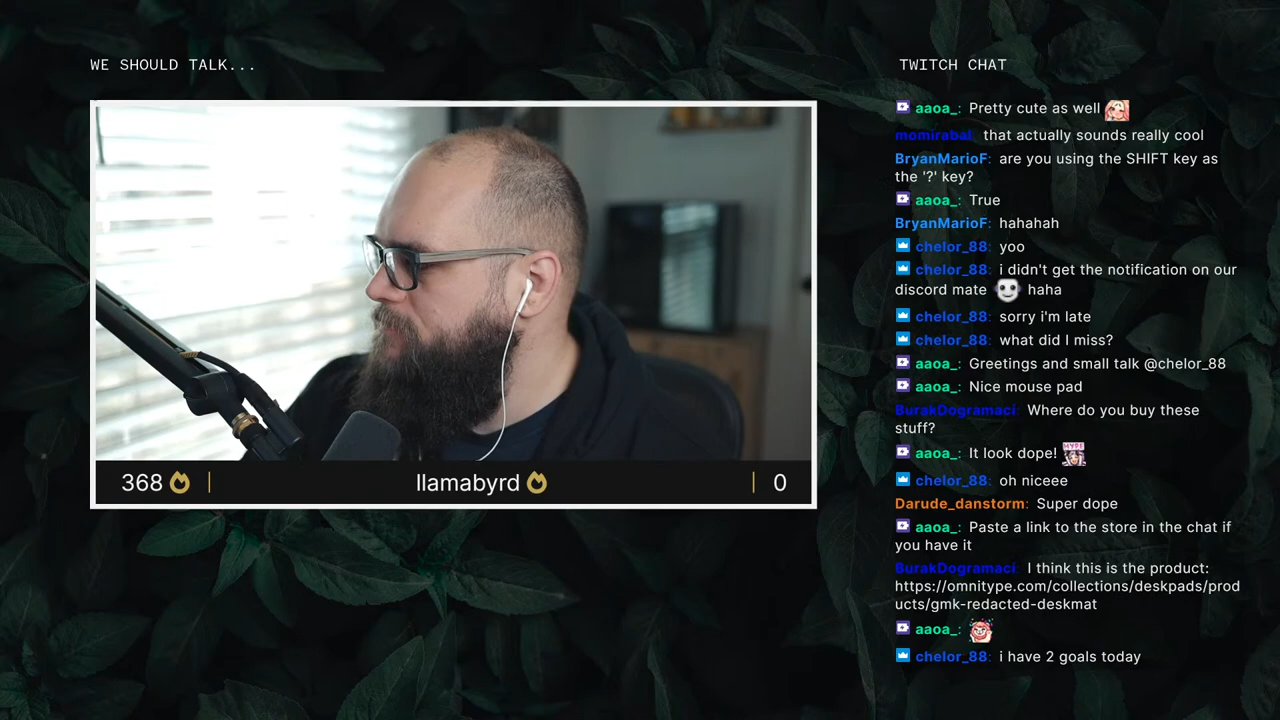 WE SHOULD TALK...
368
llamabyrd
0
TWITCH CHAT
aaoa_: Pretty cute as well
momirabal: that actually sounds really cool
BryanMarioF: are you using the SHIFT key as
the '?' key?
aaoa_: True
BryanMarioF: hahahah
chelor_88: yoo
chelor_88: i didn't get the notification on our
discord mate haha
chelor_88: sorry i'm late
chelor_88: what did I miss?
aaoa_: Greetings and small talk @chelor_88
aaoa_: Nice mouse pad
BurakDogramaci: Where do you buy these
stuff?
aaoa_: It look dope!
chelor_88: oh niceee
Darude_danstorm: Super dope
aaoa_: Paste a link to the store in the chat if
you have it
BurakDogramaci: I think this is the product:
https://omnitype.com/collections/deskpads/prod
ucts/gmk-redacted-deskmat
aaoa_:
chelor_88: i have 2 goals today